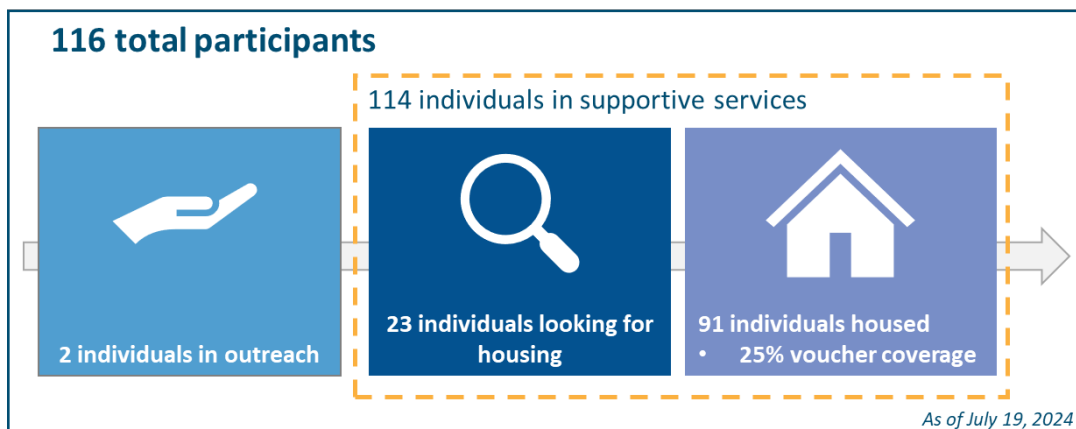 116 total participants
114 individuals in supportive services
2 individuals in outreach
23 individuals looking for
housing
91 individuals housed
• 25% voucher coverage
As of July 19, 2024